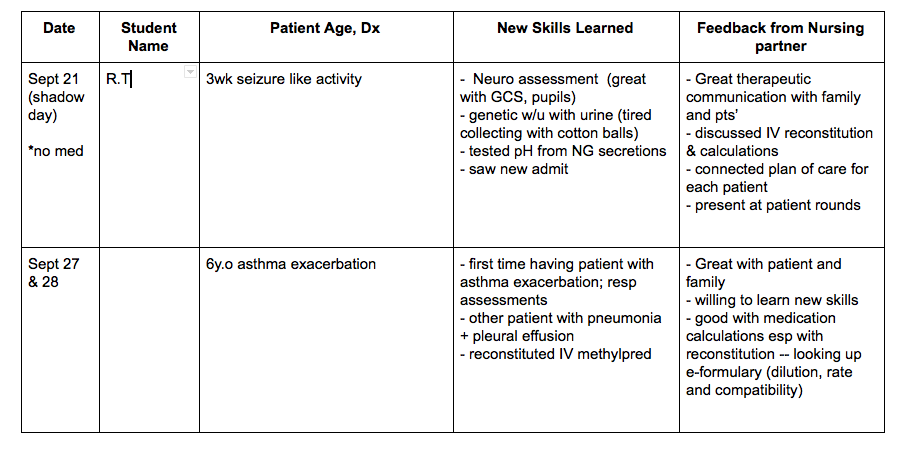 Date
Student
Name
Patient Age, Dx
New Skills Learned
Feedback from Nursing
partner
Sept 21
(shadow
day)
*no med
R.T
3wk seizure like activity
- Neuro assessment (great
with GCS, pupils)
- genetic w/u with urine (tired
collecting with cotton balls)
- tested pH from NG secretions
- saw new admit
- Great therapeutic
communication with family
and pts'
- discussed IV reconstitution
& calculations
- connected plan of care for
each patient
- present at patient rounds
Sept 27
& 28
6y.o asthma exacerbation
- first time having patient with
asthma exacerbation; resp
assessments
- other patient with pneumonia
+ pleural effusion
- reconstituted IV methylpred
- Great with patient and
family
- willing to learn new skills
- good with medication
calculations esp with
reconstitution -- looking up
e-formulary (dilution, rate
and compatibility)